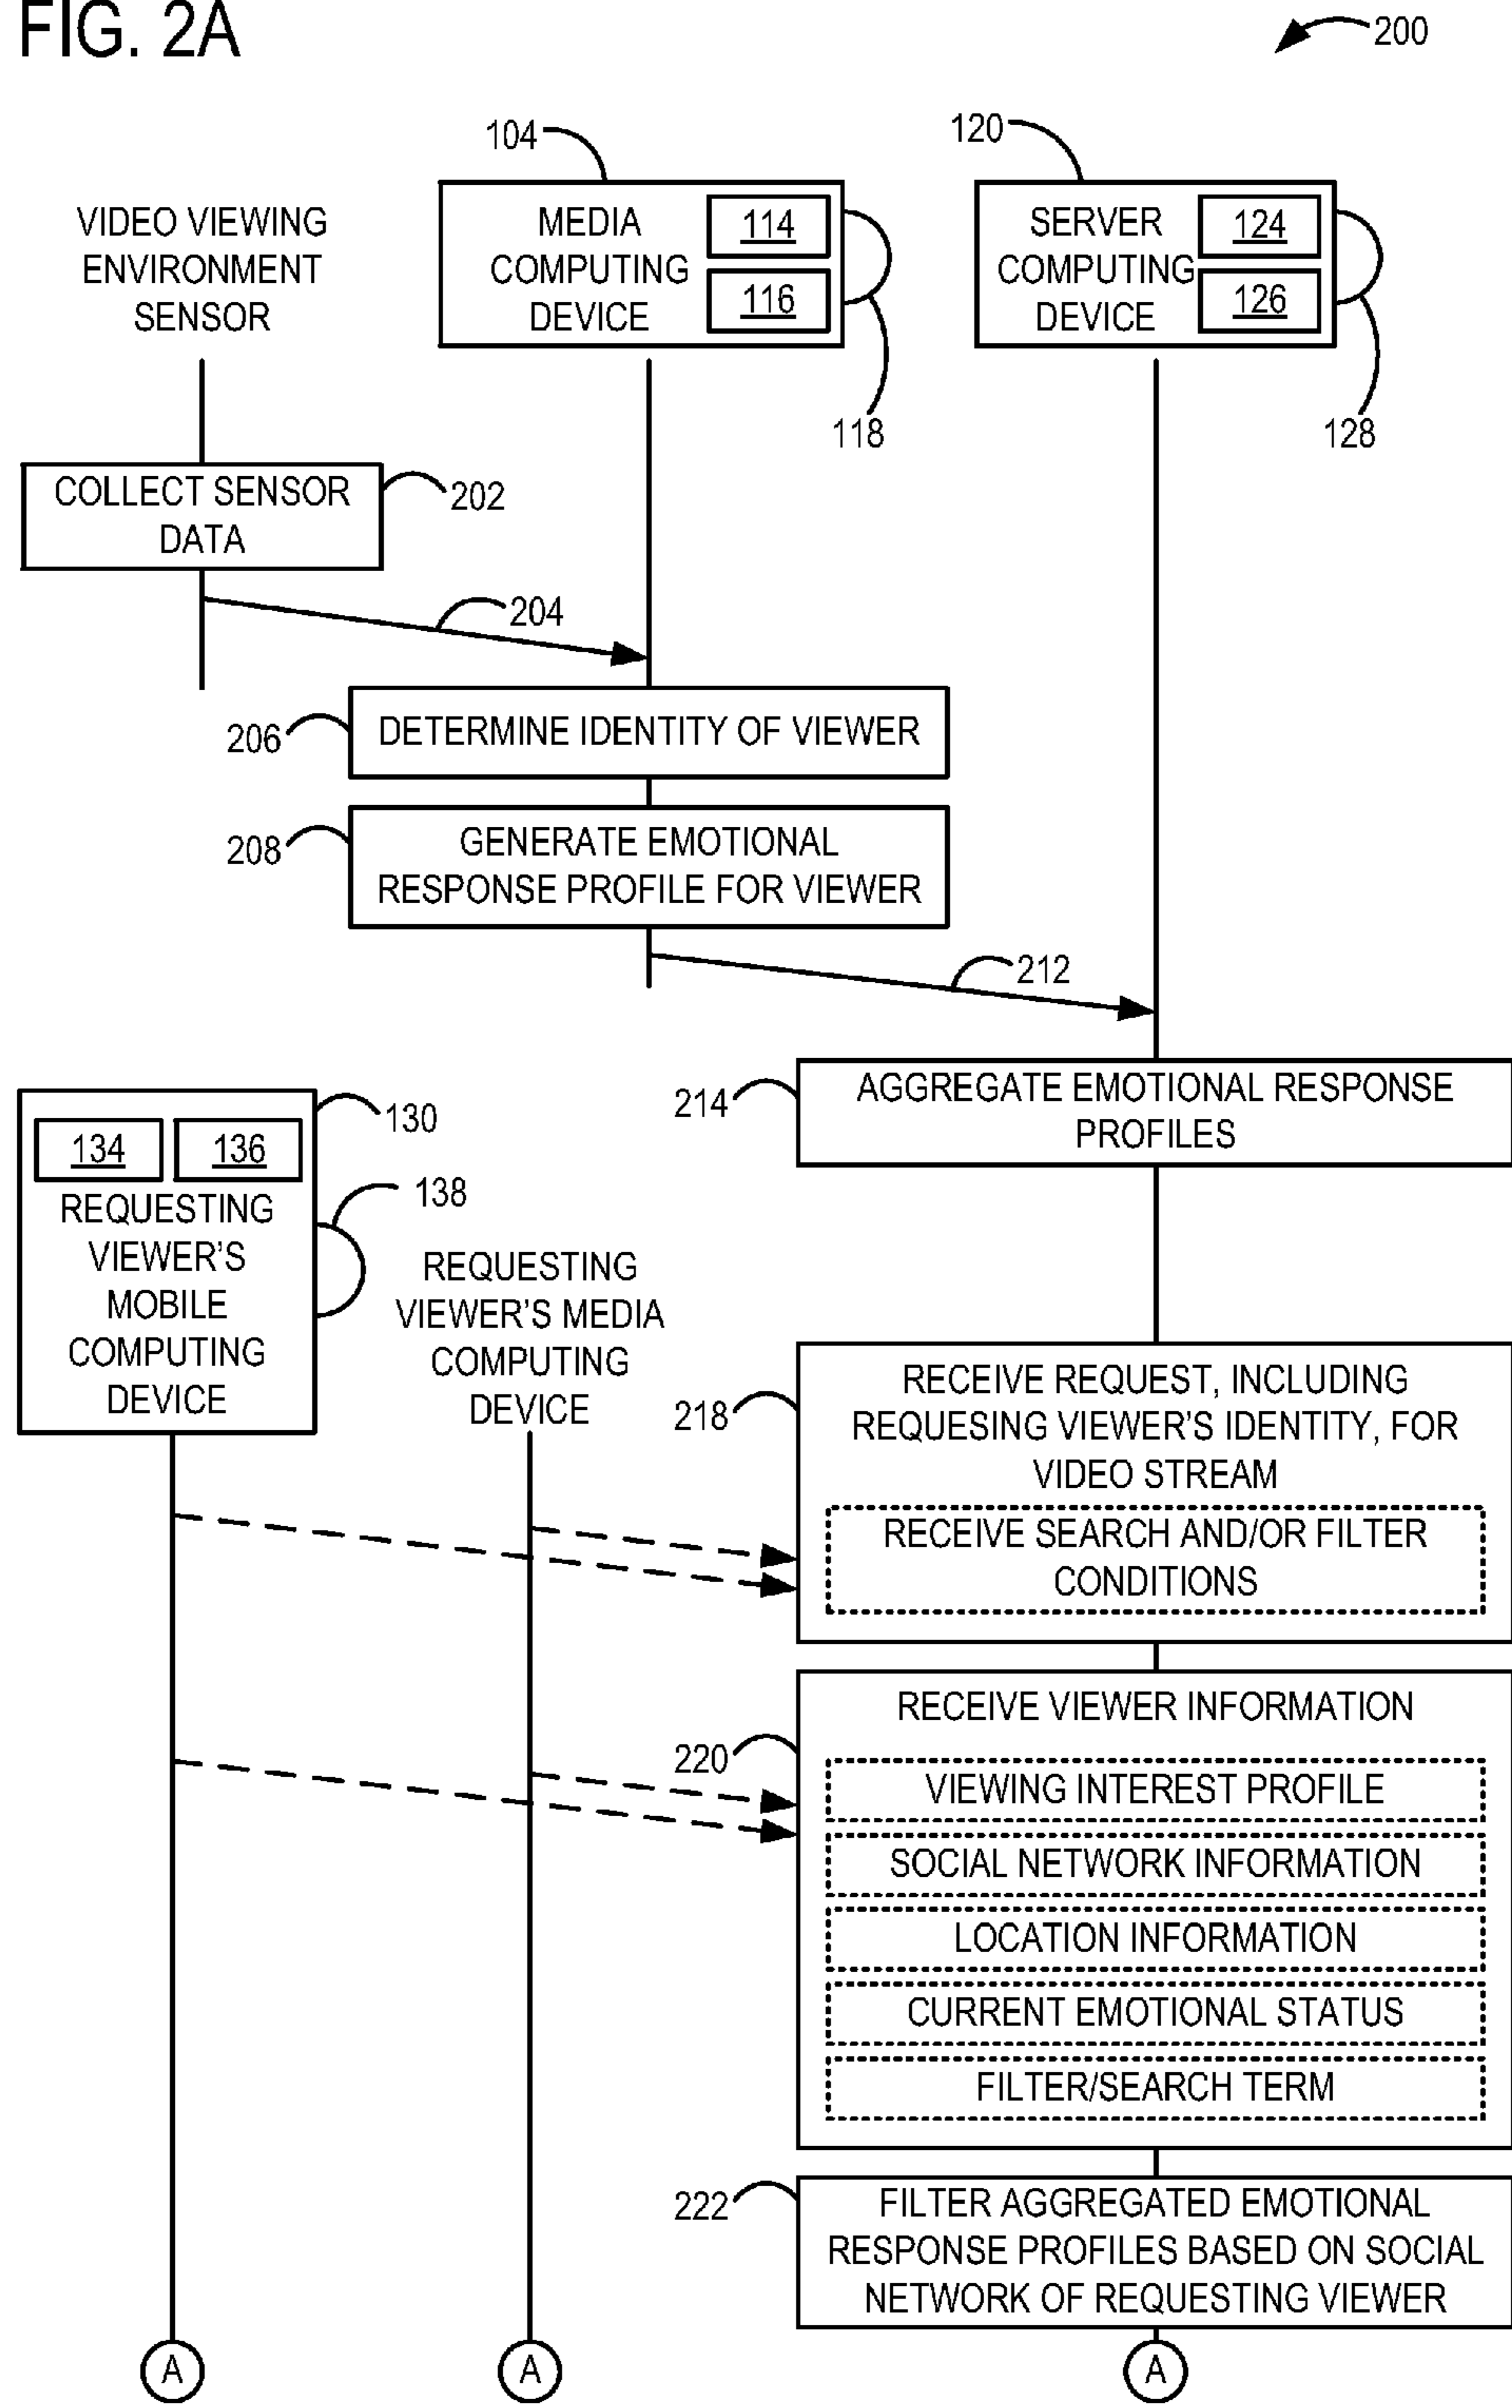 FIG. 2A
200
104
120
VIDEO VIEWING
ENVIRONMENT
SENSOR
MEDIA
COMPUTING
DEVICE
114
116
118
SERVER
COMPUTING
DEVICE
124
126
128
COLLECT SENSOR
DATA
202
204
206
DETERMINE IDENTITY OF VIEWER
208
GENERATE EMOTIONAL
RESPONSE PROFILE FOR VIEWER
212
214
AGGREGATE EMOTIONAL RESPONSE
PROFILES
130
134
136
REQUESTING
VIEWER'S
MOBILE
COMPUTING
DEVICE
138
REQUESTING
VIEWER'S MEDIA
COMPUTING
DEVICE
218
RECEIVE REQUEST, INCLUDING
REQUESING VIEWER'S IDENTITY, FOR
VIDEO STREAM
RECEIVE SEARCH AND/OR FILTER
CONDITIONS
220
RECEIVE VIEWER INFORMATION
VIEWING INTEREST PROFILE
SOCIAL NETWORK INFORMATION
LOCATION INFORMATION
CURRENT EMOTIONAL STATUS
FILTER/SEARCH TERM
222
FILTER AGGREGATED EMOTIONAL
RESPONSE PROFILES BASED ON SOCIAL
NETWORK OF REQUESTING VIEWER
A
A
A